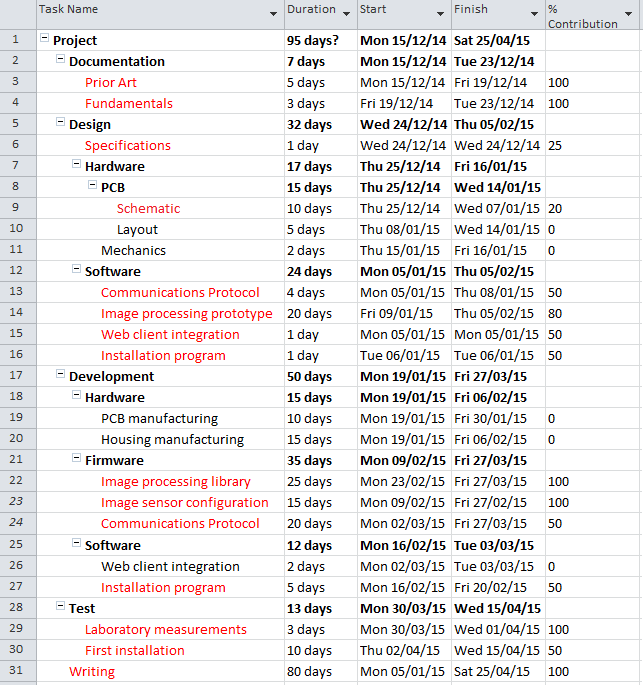 Task Name Duration Start Finish % Contribution
1 Project 95 days? Mon 15/12/14 Sat 25/04/15
2 Documentation 7 days Mon 15/12/14 Tue 23/12/14
3 Prior Art 5 days Mon 15/12/14 Fri 19/12/14 100
4 Fundamentals 3 days Fri 19/12/14 Tue 23/12/14 100
5 Design 32 days Wed 24/12/14 Thu 05/02/15
6 Specifications 1 day Wed 24/12/14 Wed 24/12/14 25
7 Hardware 17 days Thu 25/12/14 Fri 16/01/15
8 PCB 15 days Thu 25/12/14 Wed 14/01/15
9 Schematic 10 days Thu 25/12/14 Wed 07/01/15 20
10 Layout 5 days Thu 08/01/15 Wed 14/01/15 0
11 Mechanics 2 days Thu 15/01/15 Fri 16/01/15 0
12 Software 24 days Mon 05/01/15 Thu 05/02/15
13 Communications Protocol 4 days Mon 05/01/15 Thu 08/01/15 50
14 Image processing prototype 20 days Fri 09/01/15 Thu 05/02/15 80
15 Web client integration 1 day Mon 05/01/15 Mon 05/01/15 50
16 Installation program 1 day Tue 06/01/15 Tue 06/01/15 50
17 Development 50 days Mon 19/01/15 Fri 27/03/15
18 Hardware 15 days Mon 19/01/15 Fri 06/02/15
19 PCB manufacturing 10 days Mon 19/01/15 Fri 30/01/15 0
20 Housing manufacturing 15 days Mon 19/01/15 Fri 06/02/15 0
21 Firmware 35 days Mon 09/02/15 Fri 27/03/15
22 Image processing library 25 days Mon 23/02/15 Fri 27/03/15 100
23 Image sensor configuration 15 days Mon 09/02/15 Fri 27/02/15 100
24 Communications Protocol 20 days Mon 02/03/15 Fri 27/03/15 50
25 Software 12 days Mon 16/02/15 Tue 03/03/15
26 Web client integration 2 days Mon 02/03/15 Tue 03/03/15 0
27 Installation program 5 days Mon 16/02/15 Fri 20/02/15 50
28 Test 13 days Mon 30/03/15 Wed 15/04/15
29 Laboratory measurements 3 days Mon 30/03/15 Wed 01/04/15 100
30 First installation 10 days Thu 02/04/15 Wed 15/04/15 50
31 Writing 80 days Mon 05/01/15 Sat 25/04/15 100